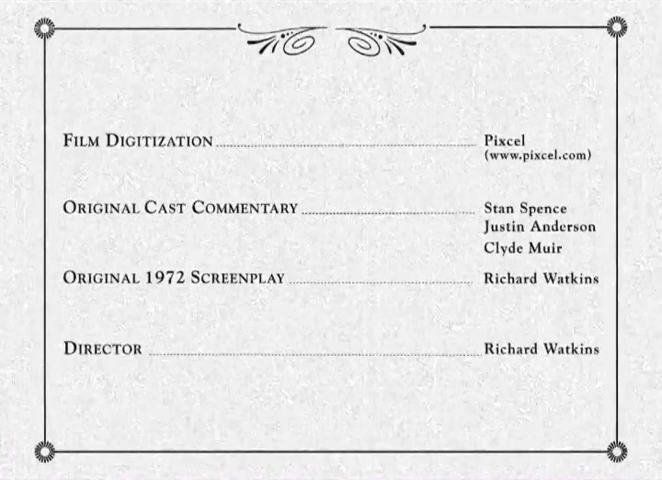 Film Digitization ........ Pixcel
(www.pixcel.com)
Original Cast Commentary ........ Stan Spence
Justin Anderson
Clyde Muir
Original 1972 Screenplay ........ Richard Watkins
Director ........ Richard Watkins